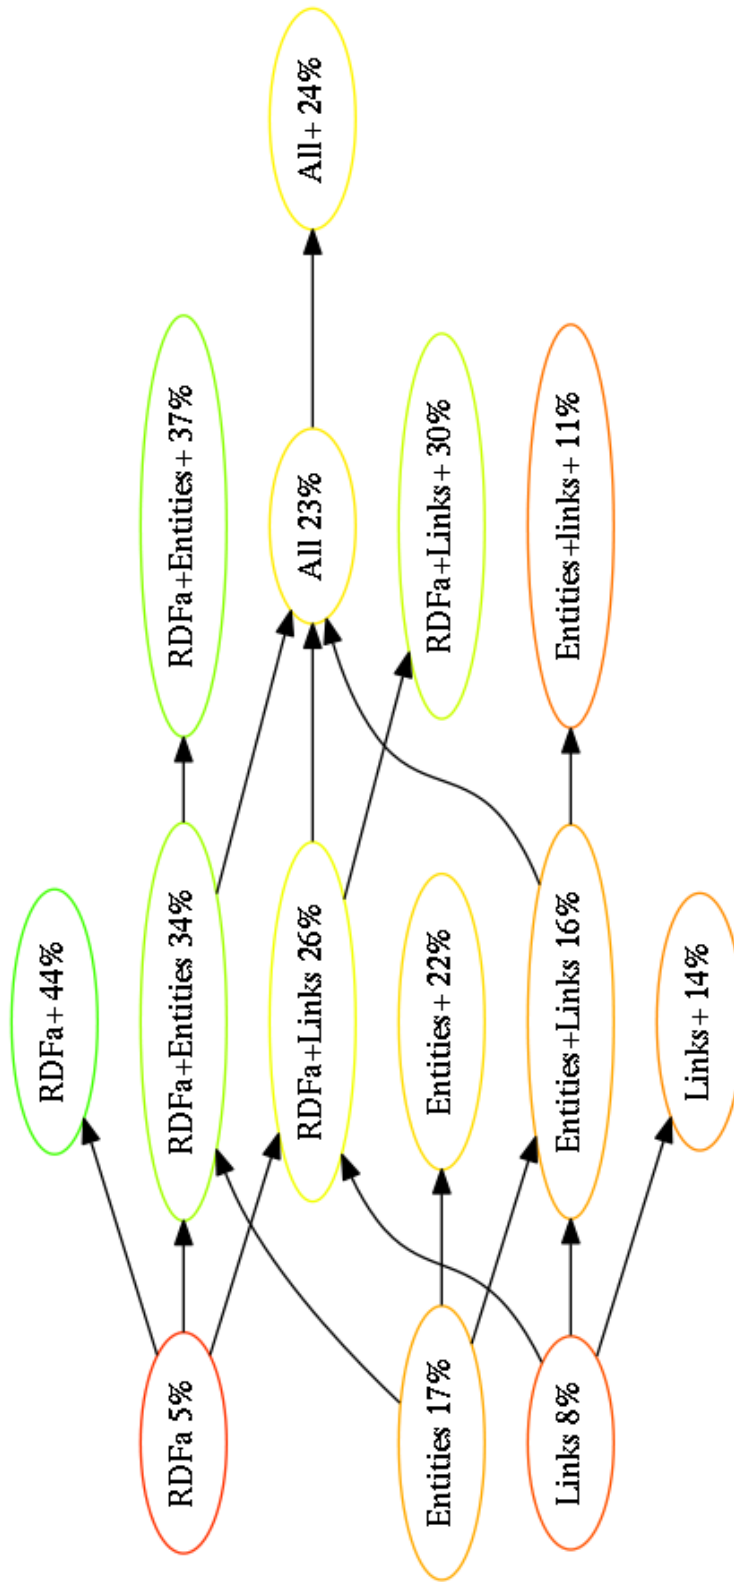 All+ 24%
RDFa+Entities+ 37%
All 23%
RDFa+Links+ 30%
Entities+links+ 11%
RDFa+ 44%
RDFa+Entities 34%
RDFa+Links 26%
Entities+ 22%
Entities+Links 16%
Links+ 14%
RDFa 5%
Entities 17%
Links 8%